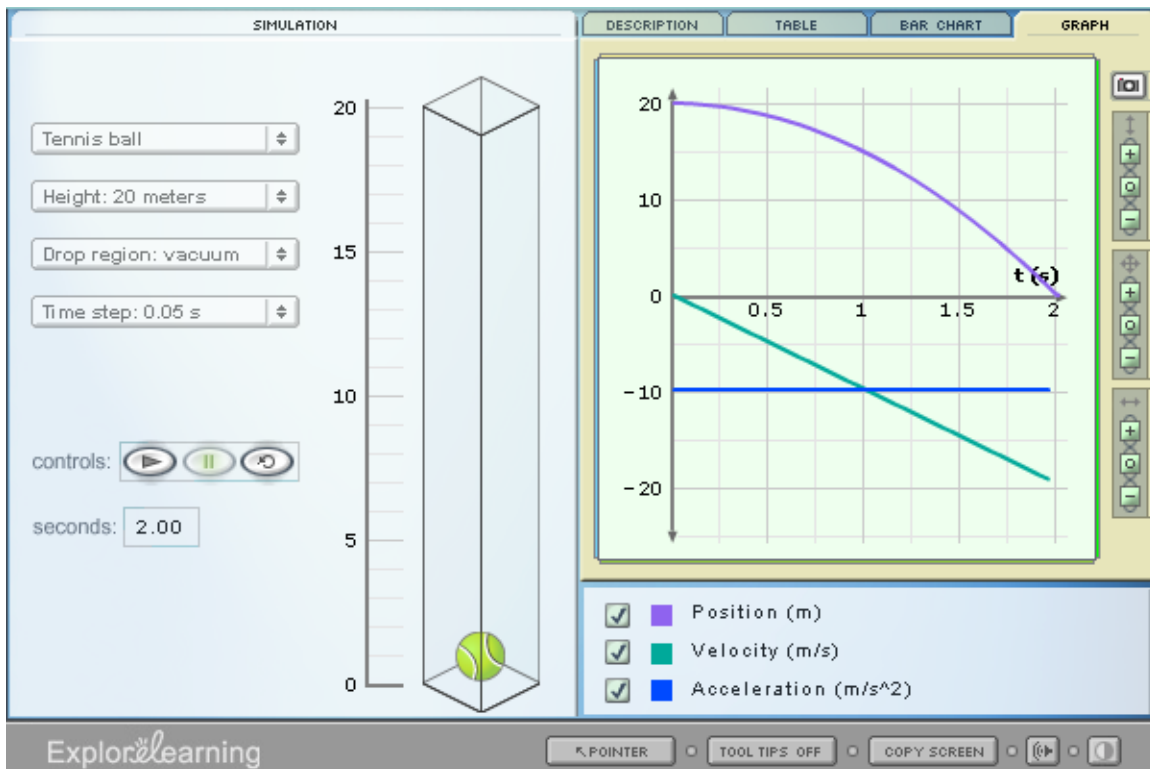 SIMULATION
DESCRIPTION
TABLE
BAR CHART
GRAPH
Tennis ball
Height: 20 meters
Drop region: vacuum
Time step: 0.05 s
controls:
seconds: 2.00
20
15
10
5
0
20
10
0
-10
-20
t (s)
0.5 1 1.5 2
Position (m)
Velocity (m/s)
Acceleration (m/s^2)
ExploreLearning
POINTER
TOOL TIPS OFF
COPY SCREEN